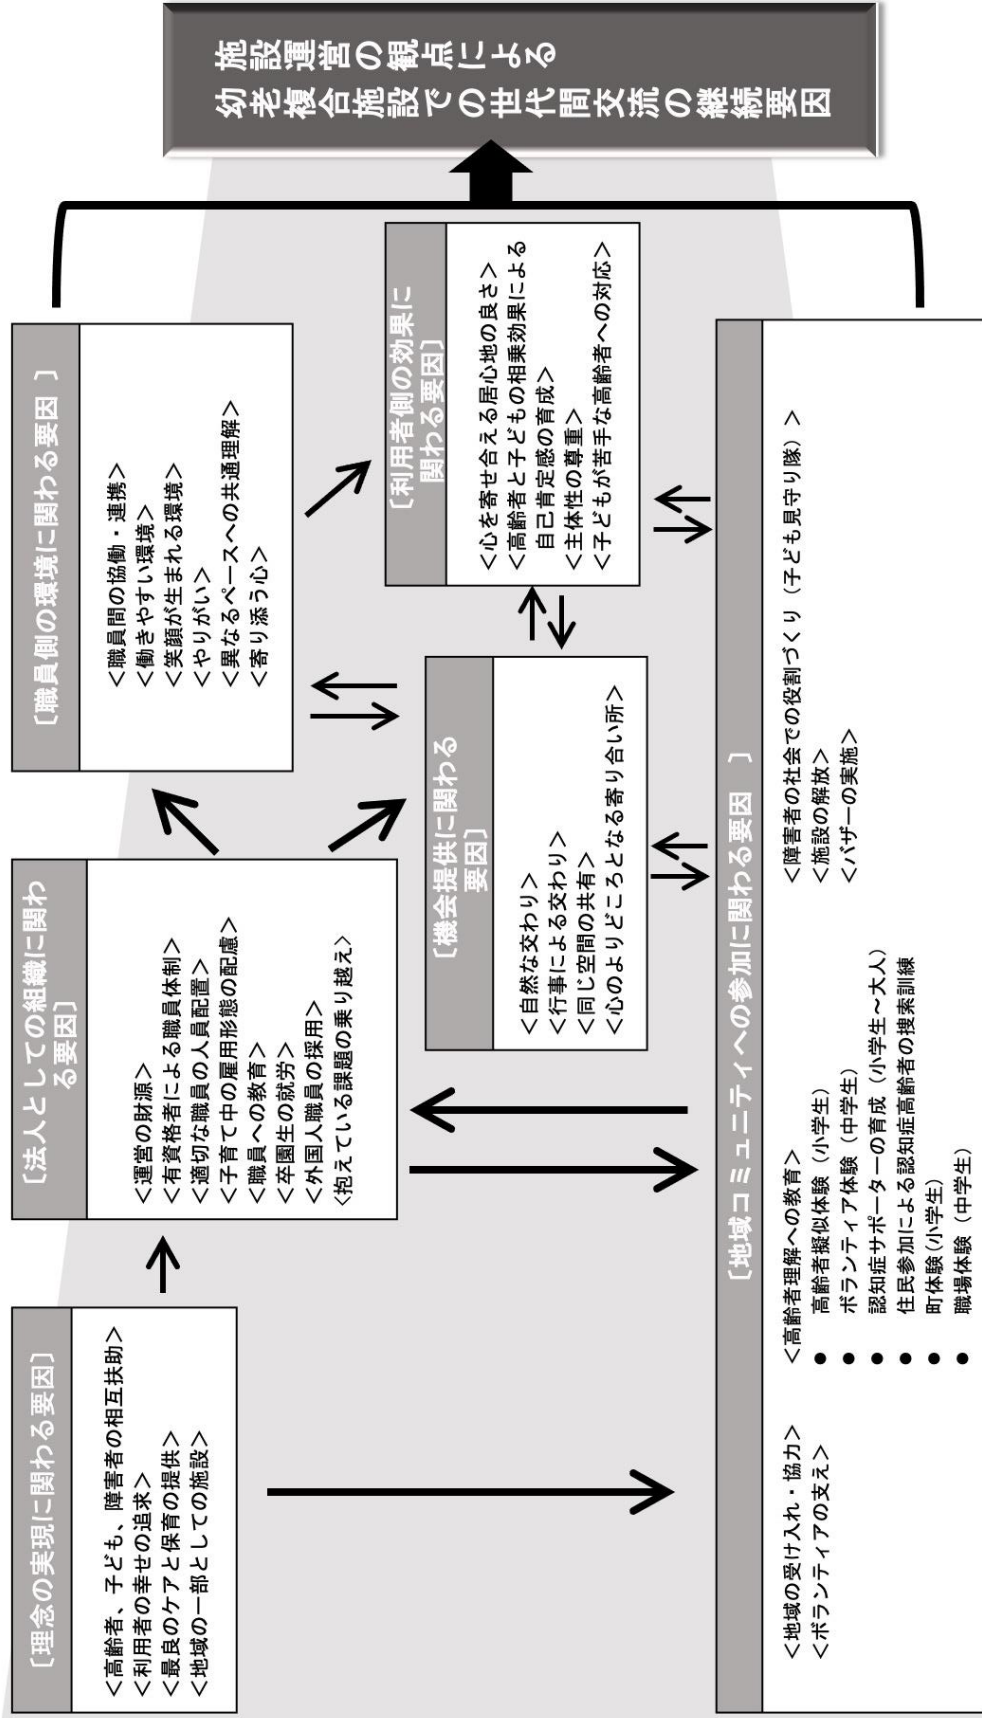 ［理念の実現に関わる要因］
＜高齢者、子ども、障害者の相互扶助＞
＜利用者の幸せの追求＞
＜最良のケアと保育の提供＞
＜地域の一部としての施設＞
［法人としての組織に関わ
る要因］
＜運営の財源＞
＜有資格者による職員体制＞
＜適切な職員の人員配置＞
＜子育て中の雇用形態の配慮＞
＜職員への教育＞
＜卒園生の就労＞
＜外国人職員の採用＞
＜抱えている課題の乗り越え＞
［職員側の環境に関わる要因 ］
＜職員間の協働・連携＞
＜働きやすい環境＞
＜笑顔が生まれる環境＞
＜やりがい＞
＜異なるペースへの共通理解＞
＜寄り添う心＞
［機会提供に関わる
要因］
＜自然な交わり＞
＜行事による交わり＞
＜同じ空間の共有＞
＜心のよりどころとなる寄り合い所＞
［利用者側の効果に
関わる要因］
＜心を寄せ合える居心地の良さ＞
＜高齢者と子どもの相乗効果による
自己肯定感の育成＞
＜主体性の尊重＞
＜子どもが苦手な高齢者への対応＞
［地域コミュニティへの参加に関わる要因 ］
＜地域の受け入れ・協力＞
＜ボランティアの支え＞
＜高齢者理解への教育＞
● 高齢者擬似体験（小学生）
● ボランティア体験（中学生）
● 認知症サポーターの育成（小学生～大人）
● 住民参加による認知症高齢者の捜索訓練
● 町体験(小学生)
● 職場体験（中学生）
＜障害者の社会での役割づくり（子ども見守り隊）＞
＜施設の解放＞
＜バザーの実施＞
施設運営の観点による
幼老複合施設での世代間交流の継続要因